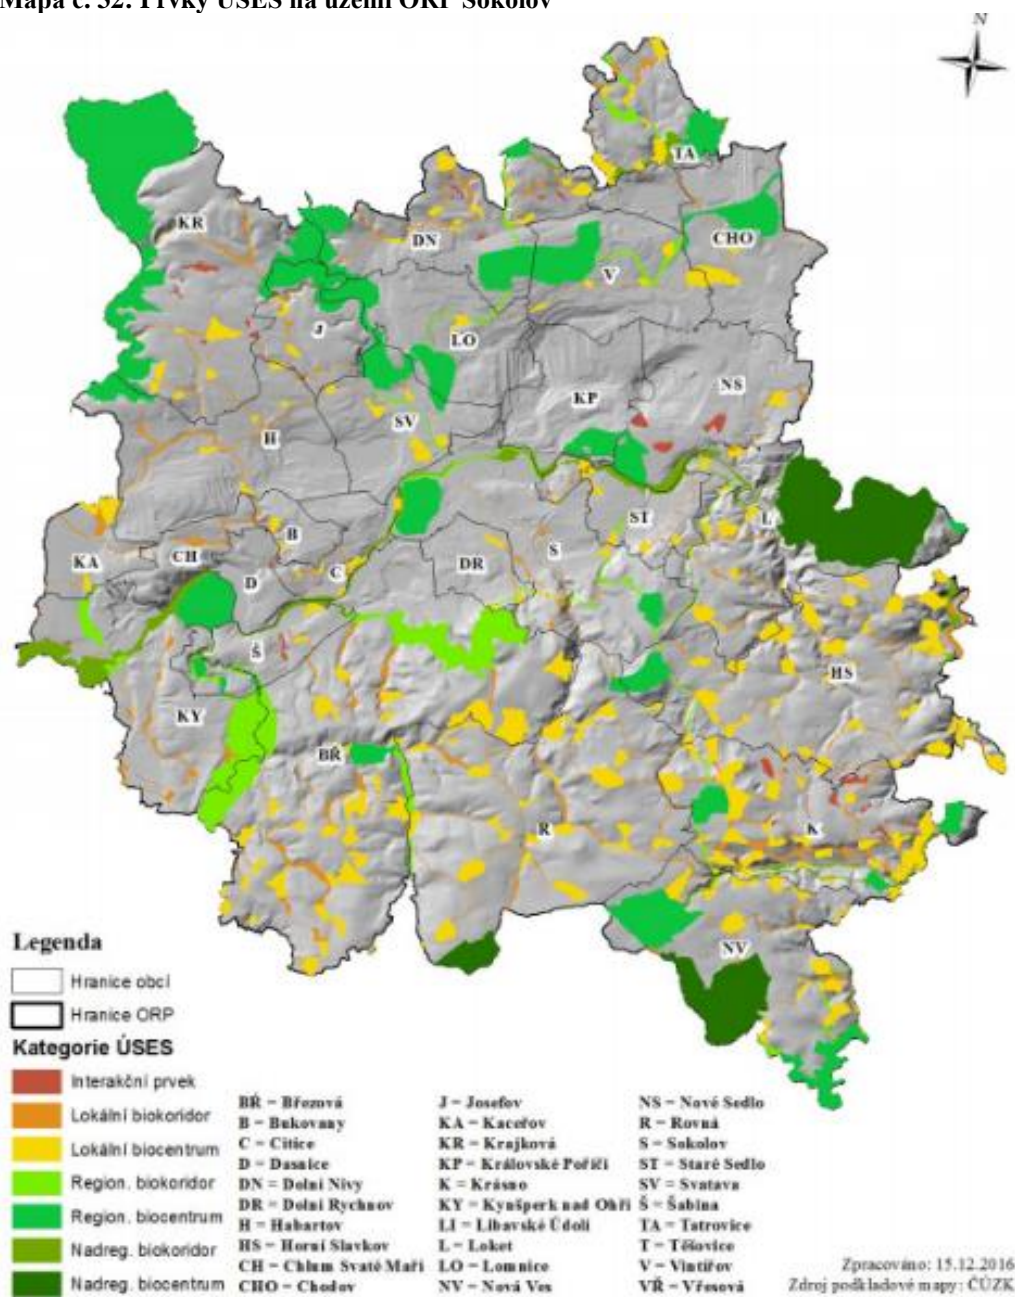 Mapa č. 32: Prvky ÚSES na území ORP Sokolov
N
TA
KR
DN
CHO
V
J
LO
NS
KP
SV
H
ST
L
B
S
KA
CH
DR
C
D
Š
HS
KY
BŘ
R
K
NV
Legenda
Hranice obcí
Hranice ORP
Kategorie ÚSES
Interakční prvek
Lokální biokoridor
Lokální biocentrum
Region. biokoridor
Region. biocentrum
Nadreg. biokoridor
Nadreg. biocentrum
BŘ = Březová
B = Bukovany
C = Citice
D = Dasnice
DN = Dolní Nivy
DR = Dolní Rychnov
H = Habartov
HS = Horní Slavkov
CH = Chlum Svaté Maří
CHO = Chodov
J = Josefov
KA = Kaceřov
KR = Krajková
KP = Královské Poříčí
K = Krásno
KY = Kynšperk nad Ohří
LI = Libavské Údolí
L = Loket
LO = Lomnice
NV = Nová Ves
NS = Nové Sedlo
R = Rovná
S = Sokolov
ST = Staré Sedlo
SV = Svatava
Š = Šabina
TA = Tatrovice
T = Těšovice
V = Vintířov
VŘ = Vřesová
Zpracováno: 15.12.2016
Zdroj podkladové mapy: ČÚZK